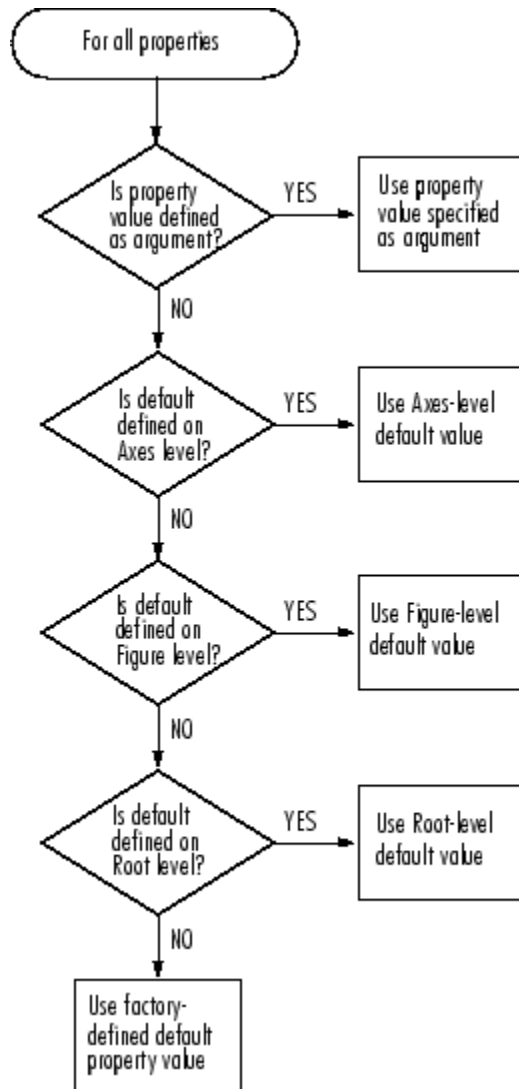 For all properties
Is property
value defined
as argument?
YES
Use property
value specified
as argument
NO
Is default
defined on
Axes level?
YES
Use Axes-level
default value
NO
Is default
defined on
Figure level?
YES
Use Figure-level
default value
NO
Is default
defined on
Root level?
YES
Use Root-level
default value
NO
Use factory-
defined default
property value